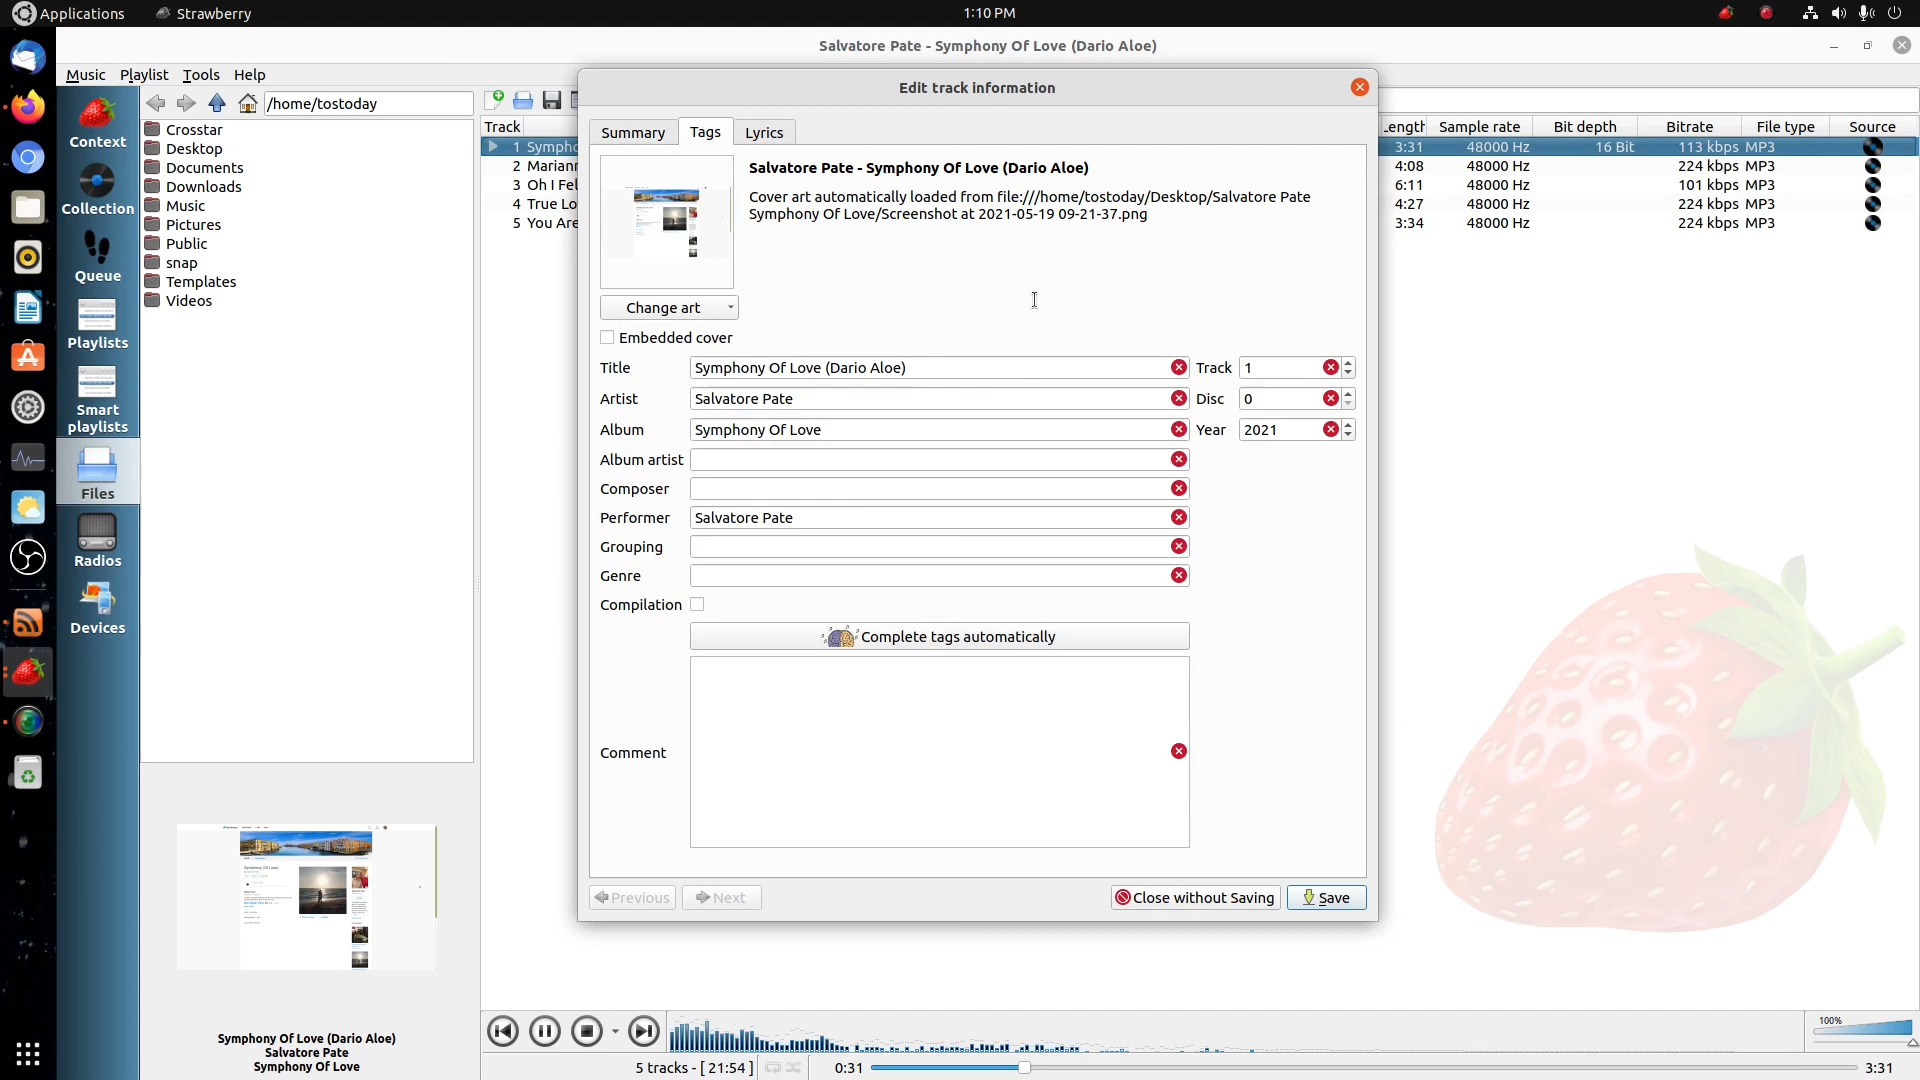 Applications
Strawberry
1:10 PM
Salvatore Pate - Symphony Of Love (Dario Aloe)
Music Playlist Tools Help
Context
Collection
Queue
Playlists
Smart
playlists
Files
Radios
Devices
/home/tostoday
Crosstar
Desktop
Documents
Downloads
Music
Pictures
Public
snap
Templates
Videos
Symphony Of Love (Dario Aloe)
Salvatore Pate
Symphony Of Love
Track
1 Sympho
2 Mariann
3 Oh I Fel
4 True Lo
5 You Are
Edit track information
Summary Tags Lyrics
Salvatore Pate - Symphony Of Love (Dario Aloe)
Cover art automatically loaded from file:///home/tostoday/Desktop/Salvatore Pate
Symphony Of Love/Screenshot at 2021-05-19 09-21-37.png
Change art
Embedded cover
Title Symphony Of Love (Dario Aloe) Track 1
Artist Salvatore Pate Disc 0
Album Symphony Of Love Year 2021
Album artist
Composer
Performer Salvatore Pate
Grouping
Genre
Compilation
Complete tags automatically
Comment
Previous Next Close without Saving Save
ength Sample rate Bit depth Bitrate File type Source
3:31 48000 Hz 16 Bit 113 kbps MP3
4:08 48000 Hz 224 kbps MP3
6:11 48000 Hz 101 kbps MP3
4:27 48000 Hz 224 kbps MP3
3:34 48000 Hz 224 kbps MP3
100%
5 tracks - [ 21:54 ] 0:31 3:31